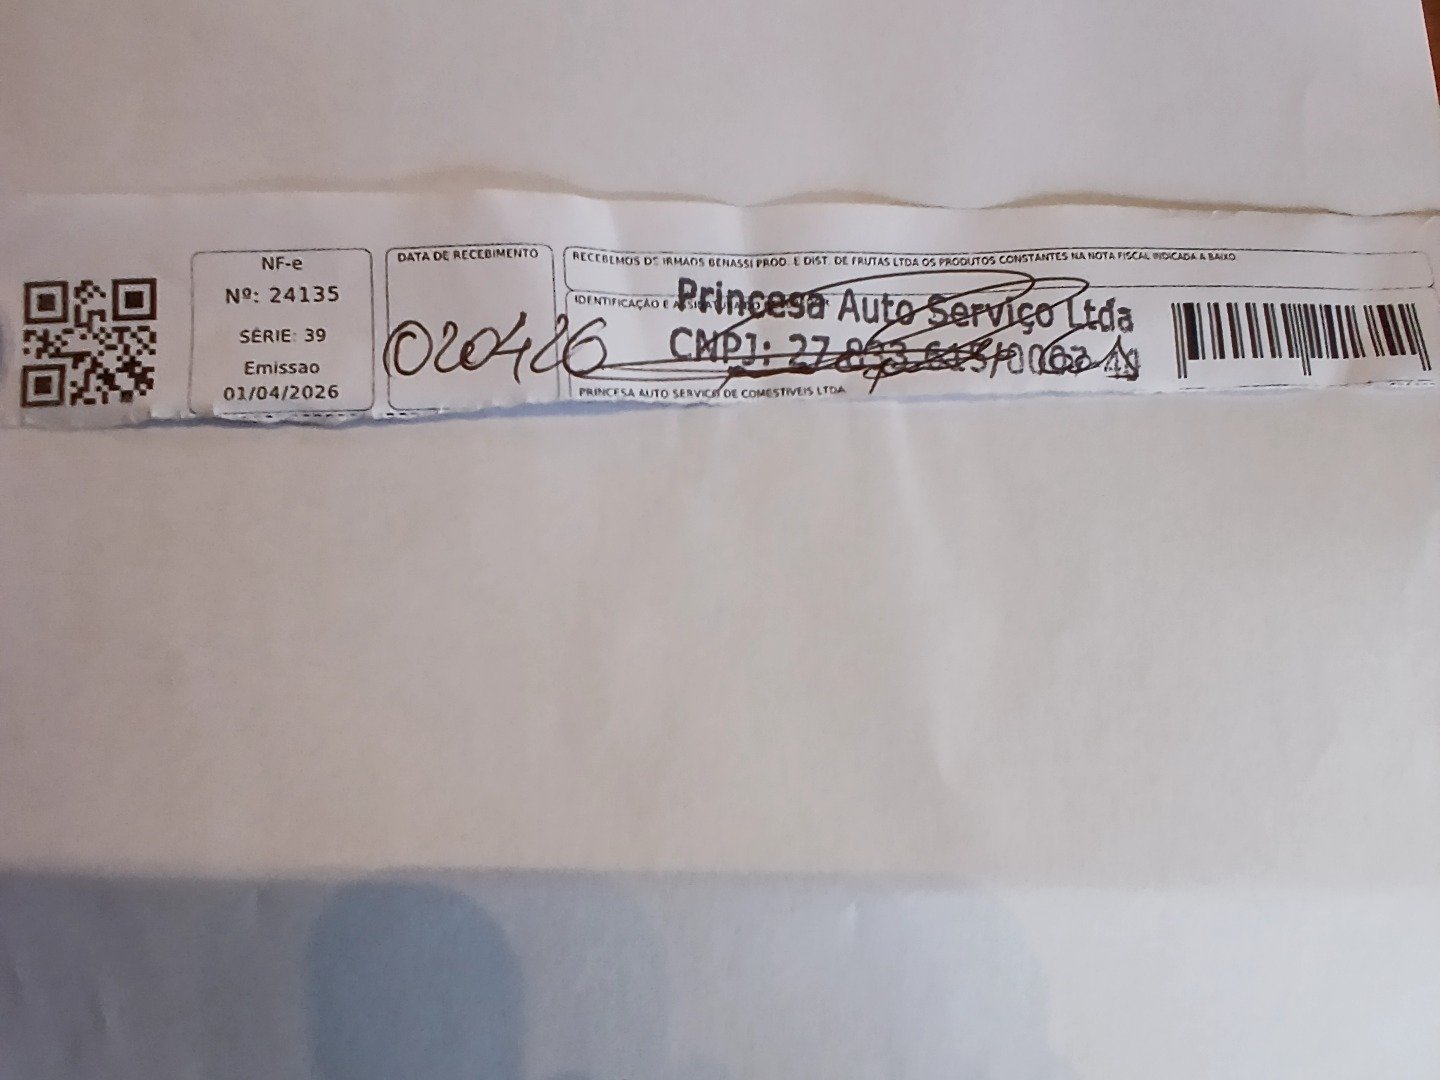 NF-e
Nº: 24135
SÉRIE: 39
Emissao
01/04/2026
DATA DE RECEBIMENTO
020426
RECEBEMOS DE IRMAOS BENASSI PROD. E DIST. DE FRUTAS LTDA OS PRODUTOS CONSTANTES NA NOTA FISCAL INDICADA A BAIXO
IDENTIFICAÇÃO E
Princesa Auto Serviço Ltda
CNPJ: 27
PRINCESA AUTO SERVICO DE COMESTIVEIS LTDA